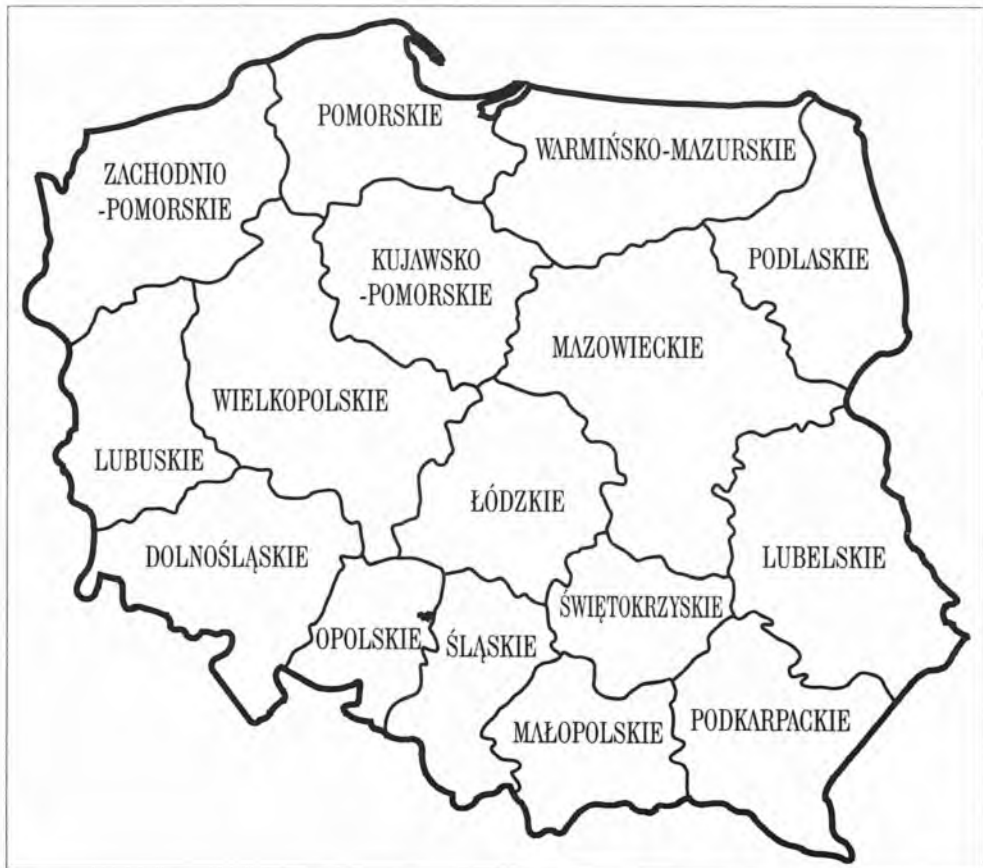 POMORSKIE
WARMIŃSKO-MAZURSKIE
ZACHODNIO
-POMORSKIE
KUJAWSKO
-POMORSKIE
PODLASKIE
MAZOWIECKIE
WIELKOPOLSKIE
LUBUSKIE
ŁÓDZKIE
DOLNOŚLĄSKIE
LUBELSKIE
ŚWIĘTOKRZYSKIE
OPOLSKIE
ŚLĄSKIE
MAŁOPOLSKIE
PODKARPACKIE